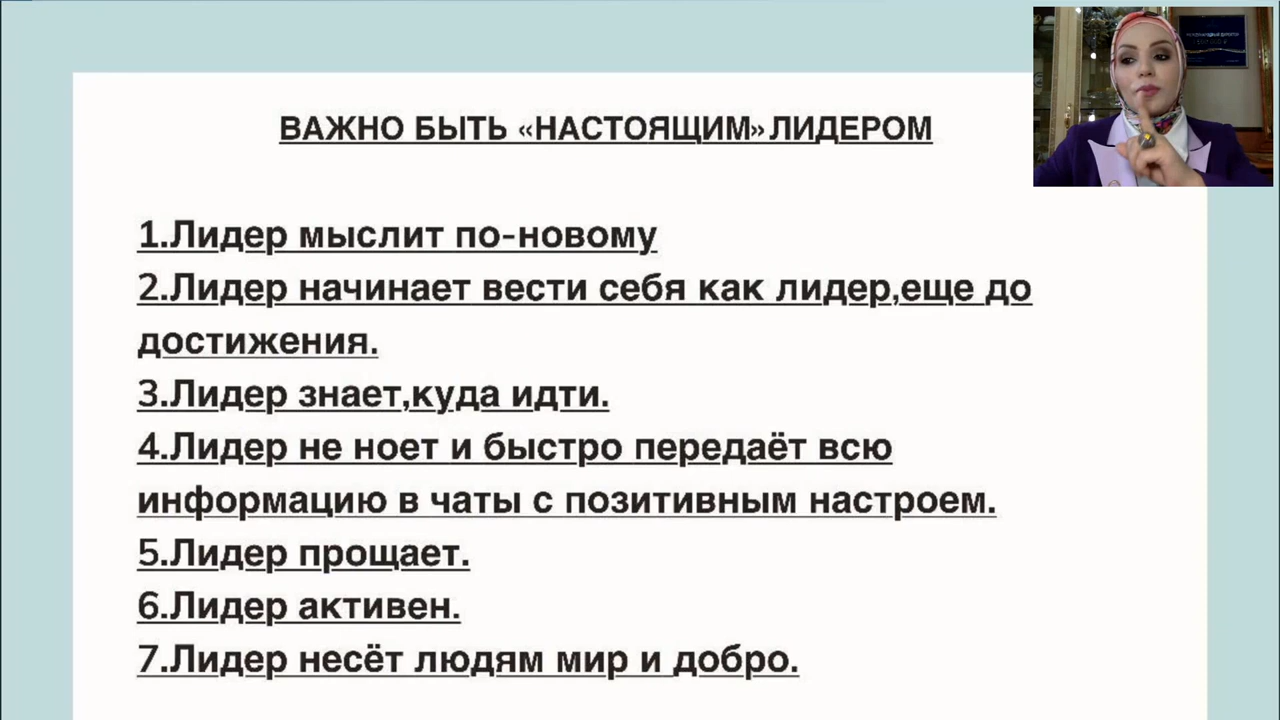 ВАЖНО БЫТЬ «НАСТОЯЩИМ» ЛИДЕРОМ
1.Лидер мыслит по-новому
2.Лидер начинает вести себя как лидер,еще до
достижения.
3.Лидер знает,куда идти.
4.Лидер не ноет и быстро передаёт всю
информацию в чаты с позитивным настроем.
5.Лидер прощает.
6.Лидер активен.
7.Лидер несёт людям мир и добро.